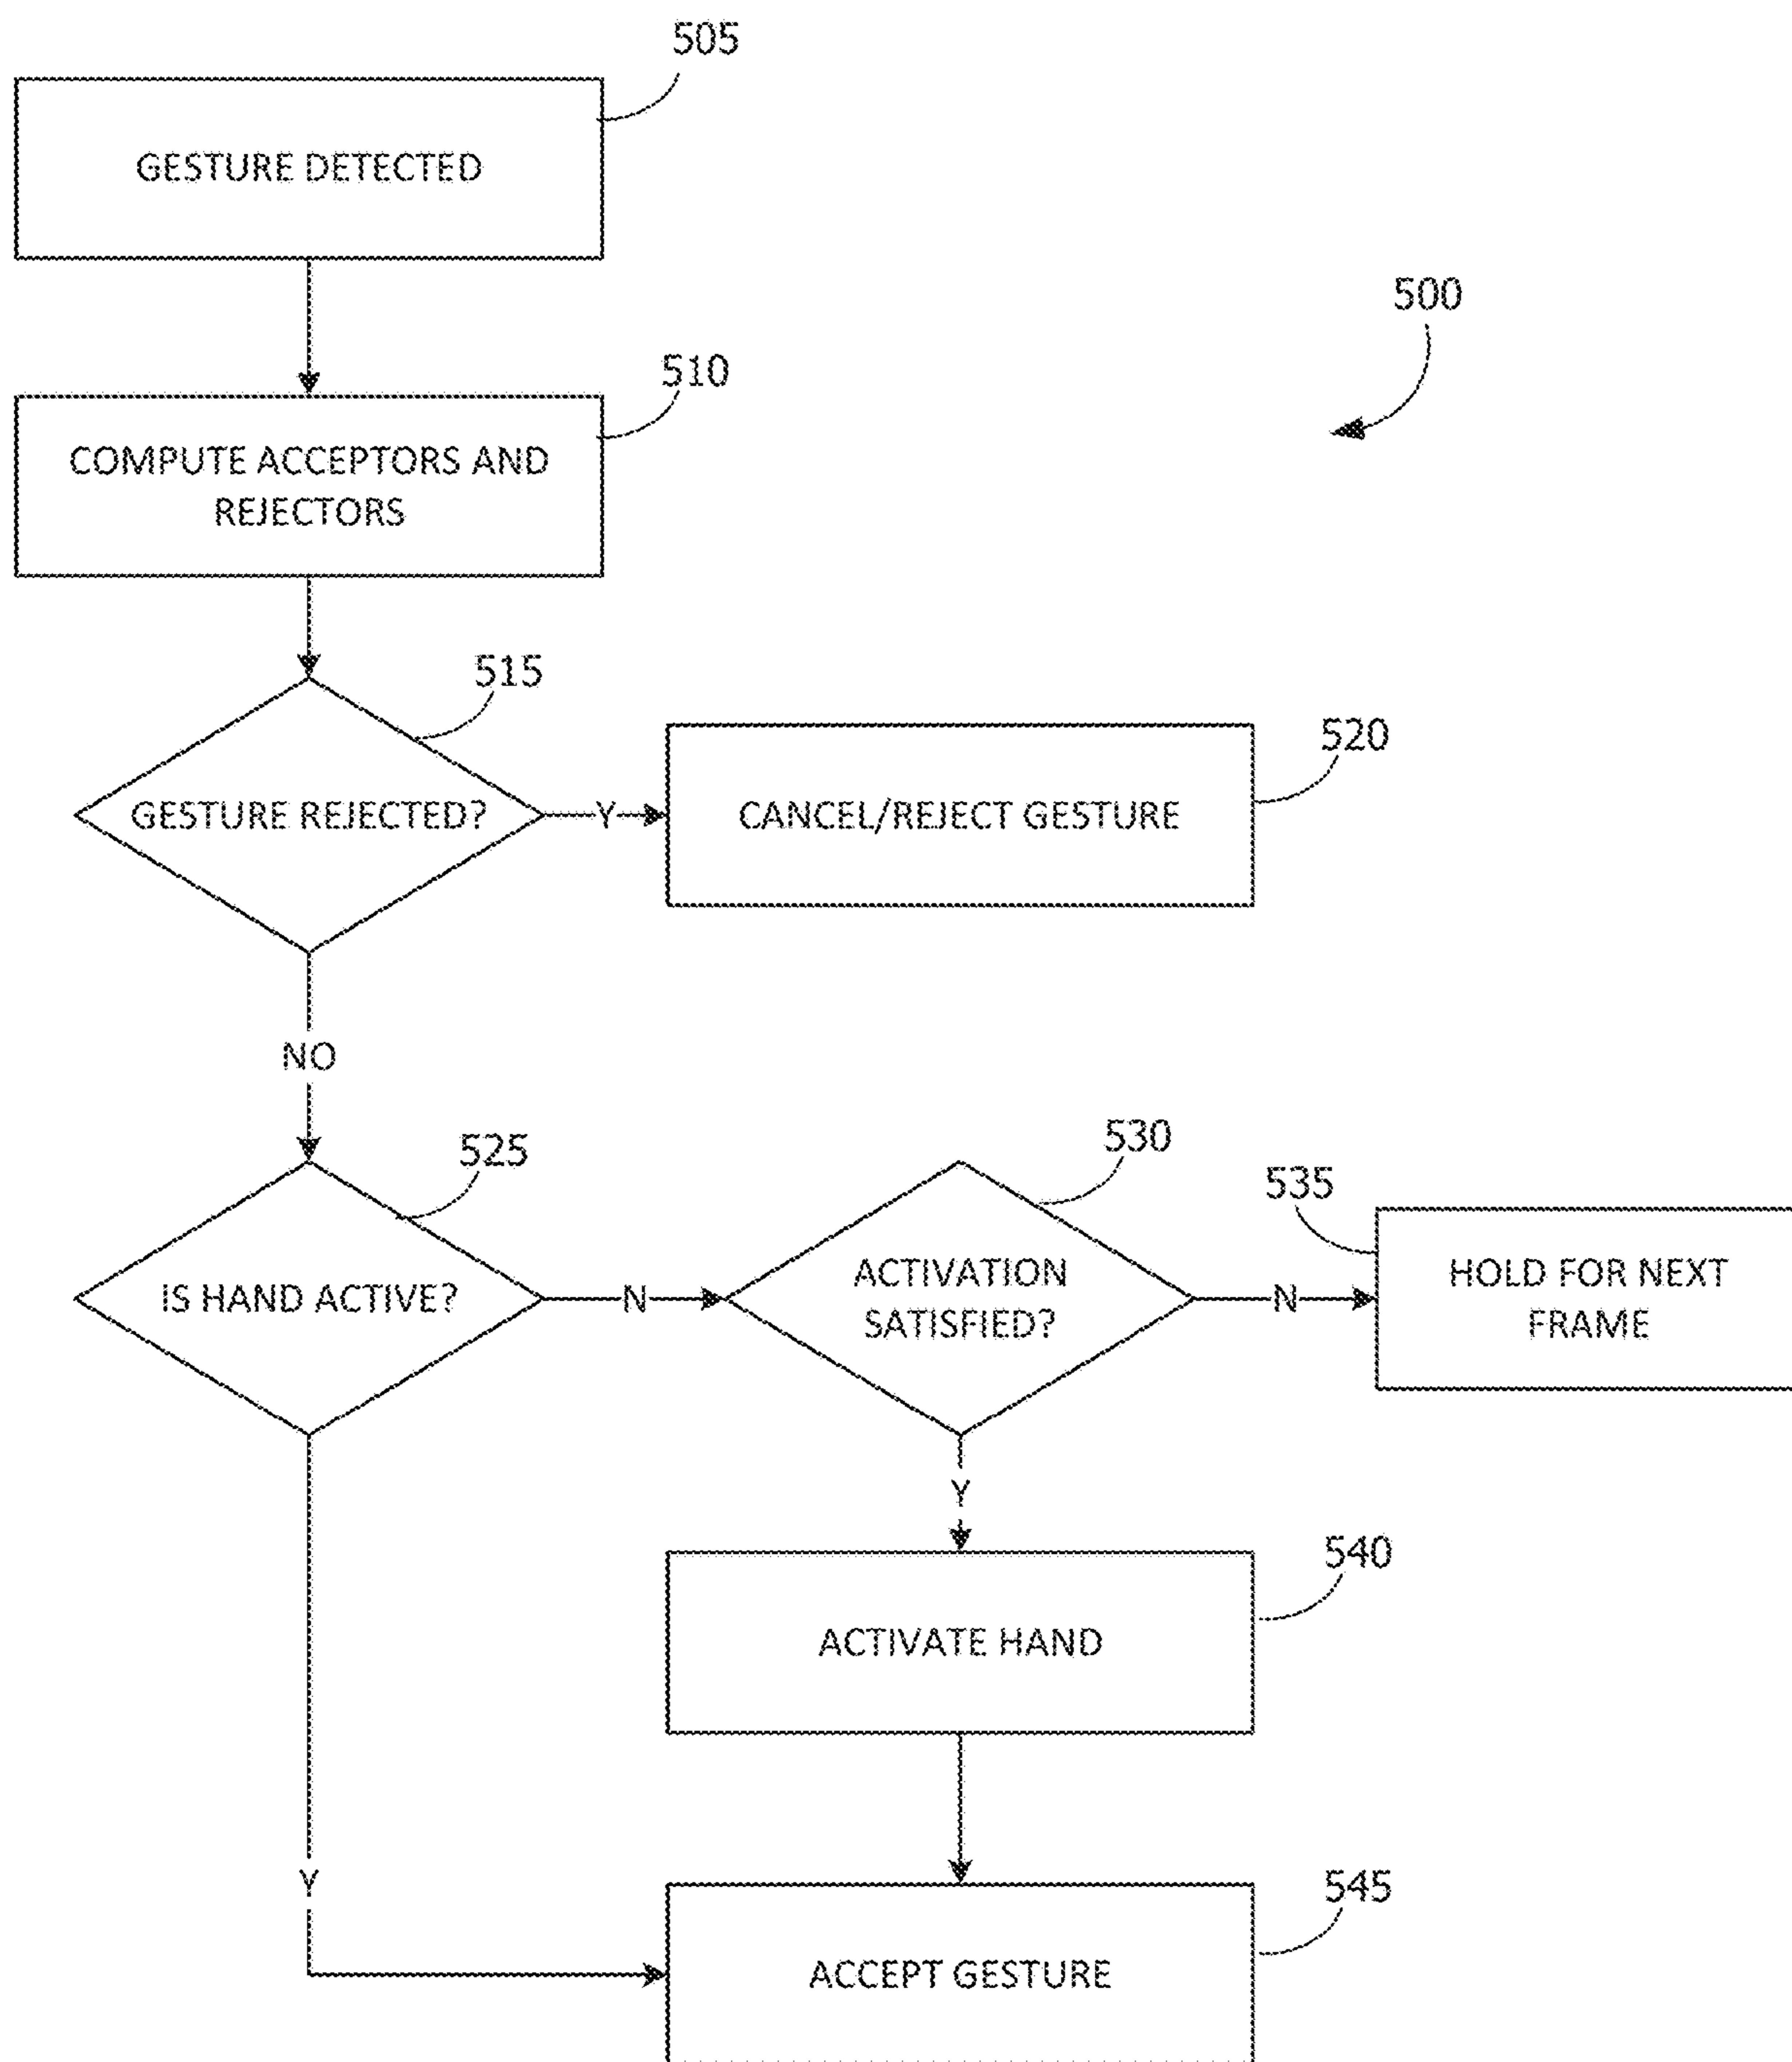 505
GESTURE DETECTED
500
510
COMPUTE ACCEPTORS AND
REJECTORS
515
GESTURE REJECTED?
Y
520
CANCEL/REJECT GESTURE
NO
525
IS HAND ACTIVE?
N
530
ACTIVATION
SATISFIED?
N
535
HOLD FOR NEXT
FRAME
Y
540
ACTIVATE HAND
Y
545
ACCEPT GESTURE